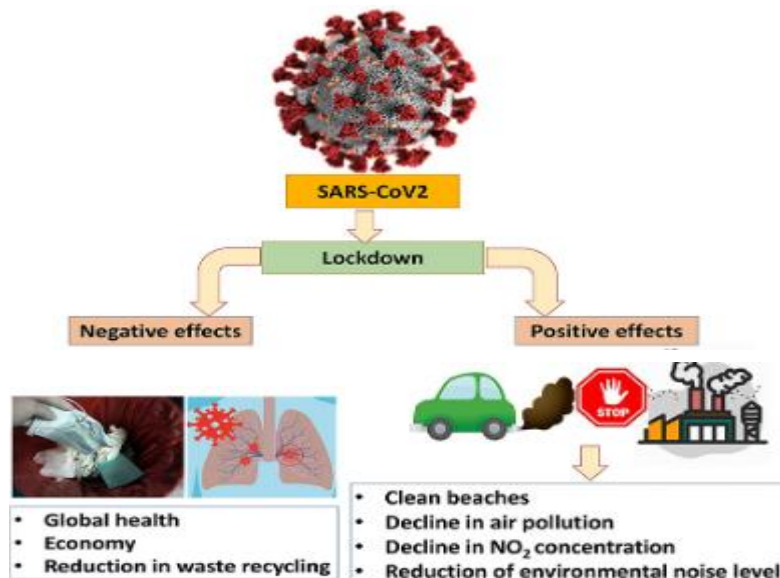 SARS-CoV2
Lockdown
Negative effects
Positive effects
STOP
• Global health
• Economy
• Reduction in waste recycling
• Clean beaches
• Decline in air pollution
• Decline in NO₂ concentration
• Reduction of environmental noise level